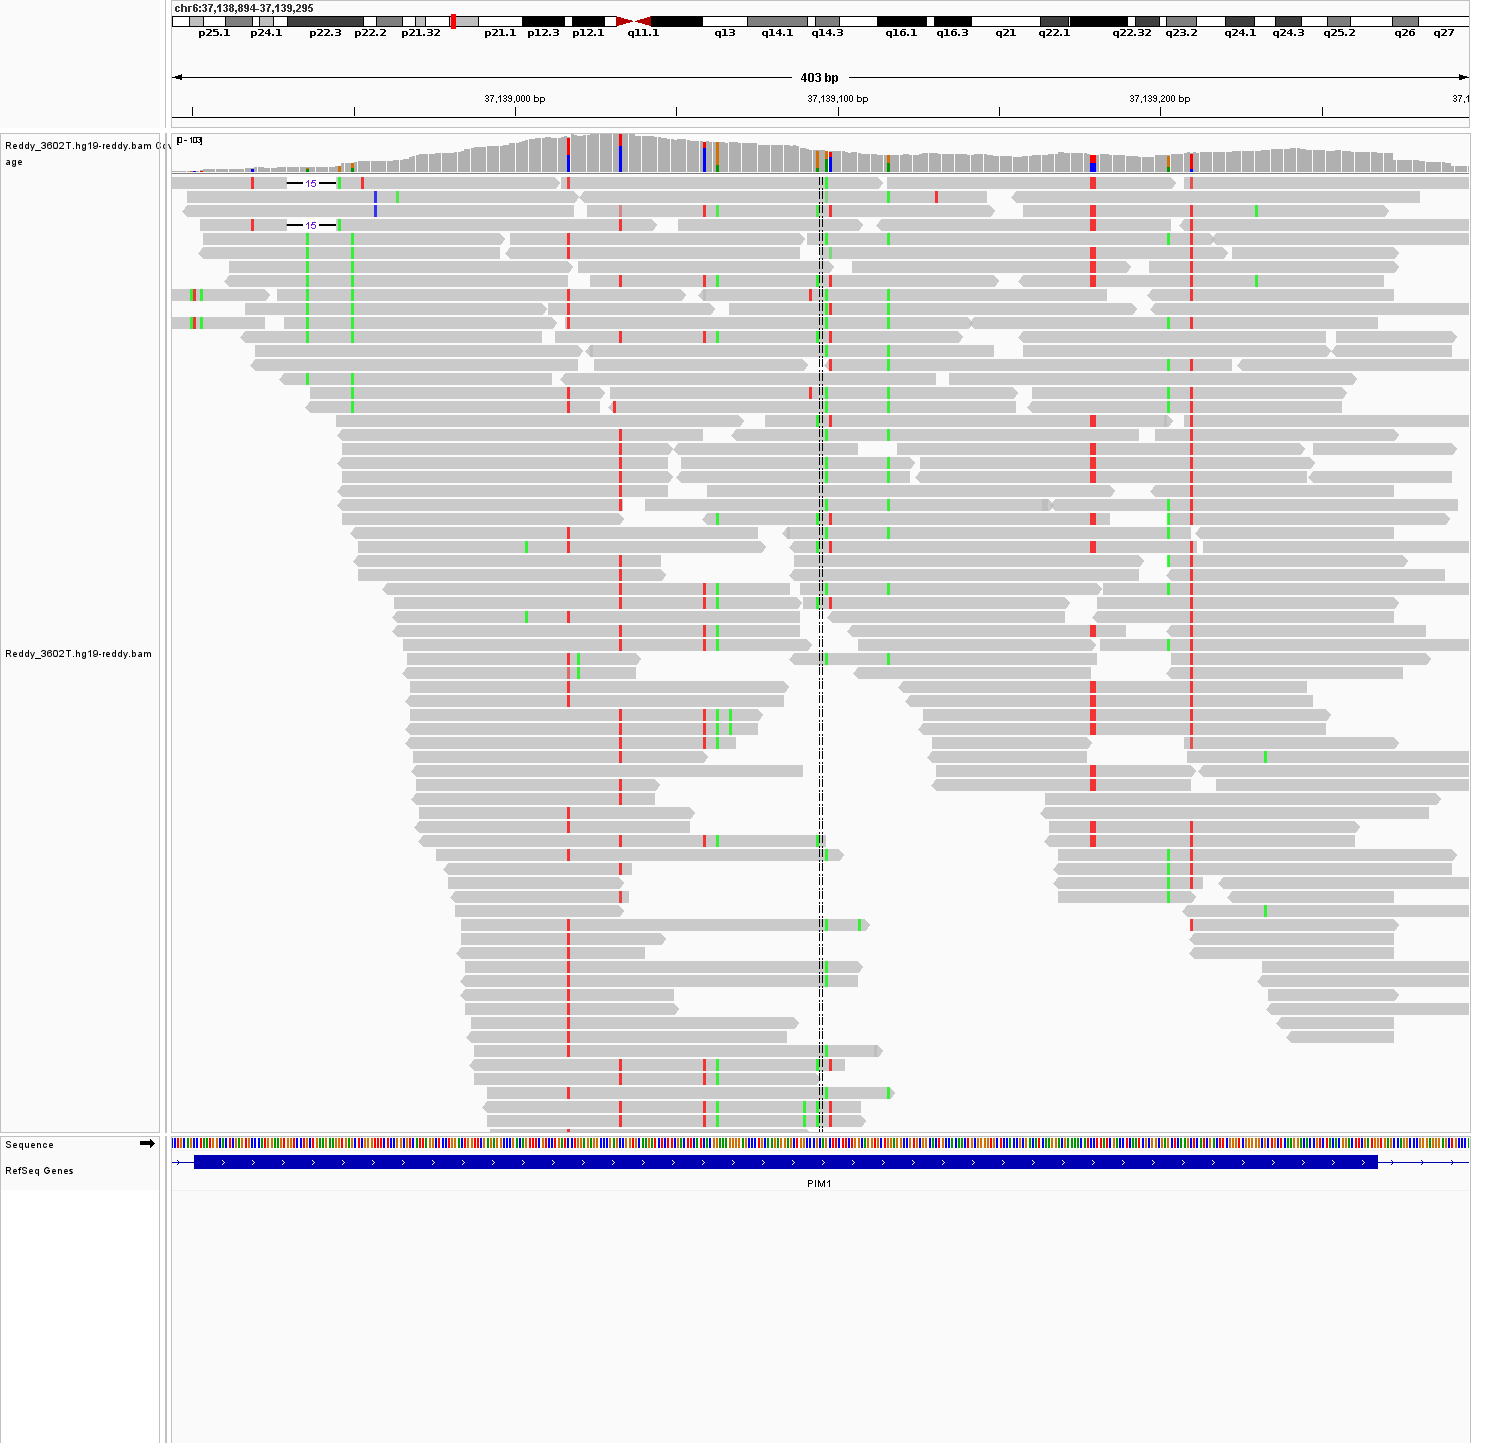 chr6:37,138,894-37,139,295
p25.1 p24.1 p22.3 p22.2 p21.32 p21.1 p12.3 p12.1 q11.1 q13 q14.1 q14.3 q16.1 q16.3 q21 q22.1 q22.32 q23.2 q24.1 q24.3 q25.2 q26 q27
403 bp
37,139,000 bp 37,139,100 bp 37,139,200 bp 37,1
Reddy_3602T.hg19-reddy.bam Cov
age
[0 - 103]
15
15
Reddy_3602T.hg19-reddy.bam
Sequence
RefSeq Genes
PIM1